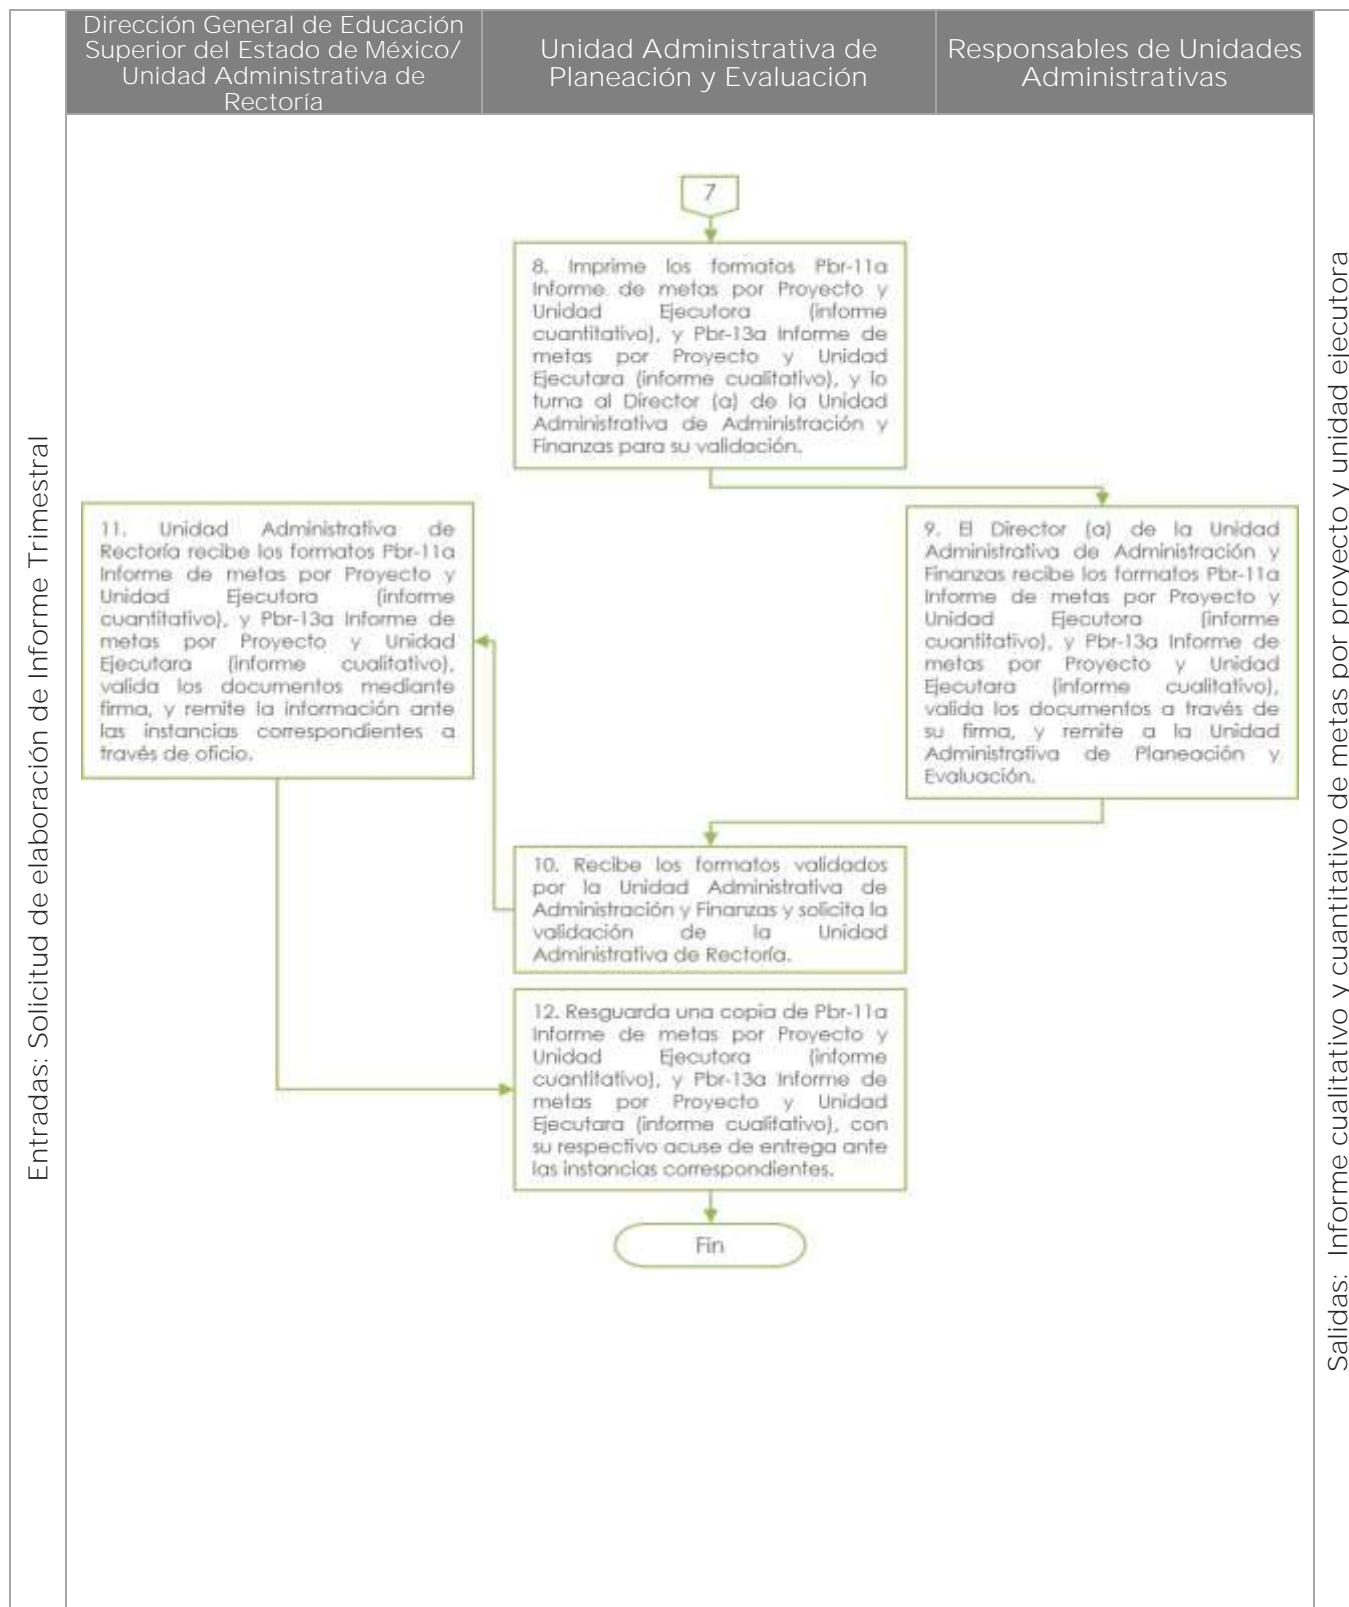 Dirección General de Educación
Superior del Estado de México/
Unidad Administrativa de
Rectoría
Unidad Administrativa de
Planeación y Evaluación
Responsables de Unidades
Administrativas
Entradas: Solicitud de elaboración de Informe Trimestral
7
8. Imprime los formatos Pbr-11a
Informe de metas por Proyecto y
Unidad Ejecutora (informe
cuantitativo), y Pbr-13a Informe de
metas por Proyecto y Unidad
Ejecutara (informe cualitativo), y lo
turna al Director (a) de la Unidad
Administrativa de Administración y
Finanzas para su validación.
9. El Director (a) de la Unidad
Administrativa de Administración y
Finanzas recibe los formatos Pbr-11a
Informe de metas por Proyecto y
Unidad Ejecutora (informe
cuantitativo), y Pbr-13a Informe de
metas por Proyecto y Unidad
Ejecutara (informe cualitativo),
valida los documentos a través de
su firma, y remite a la Unidad
Administrativa de Planeación y
Evaluación.
10. Recibe los formatos validados
por la Unidad Administrativa de
Administración y Finanzas y solicita la
validación de la Unidad
Administrativa de Rectoría.
11. Unidad Administrativa de
Rectoría recibe los formatos Pbr-11a
Informe de metas por Proyecto y
Unidad Ejecutora (informe
cuantitativo), y Pbr-13a Informe de
metas por Proyecto y Unidad
Ejecutara (informe cualitativo),
valida los documentos mediante
firma, y remite la información ante
las instancias correspondientes a
través de oficio.
12. Resguarda una copia de Pbr-11a
Informe de metas por Proyecto y
Unidad Ejecutora (informe
cuantitativo), y Pbr-13a Informe de
metas por Proyecto y Unidad
Ejecutara (informe cualitativo), con
su respectivo acuse de entrega ante
las instancias correspondientes.
Fin
Salidas: Informe cualitativo y cuantitativo de metas por proyecto y unidad ejecutora